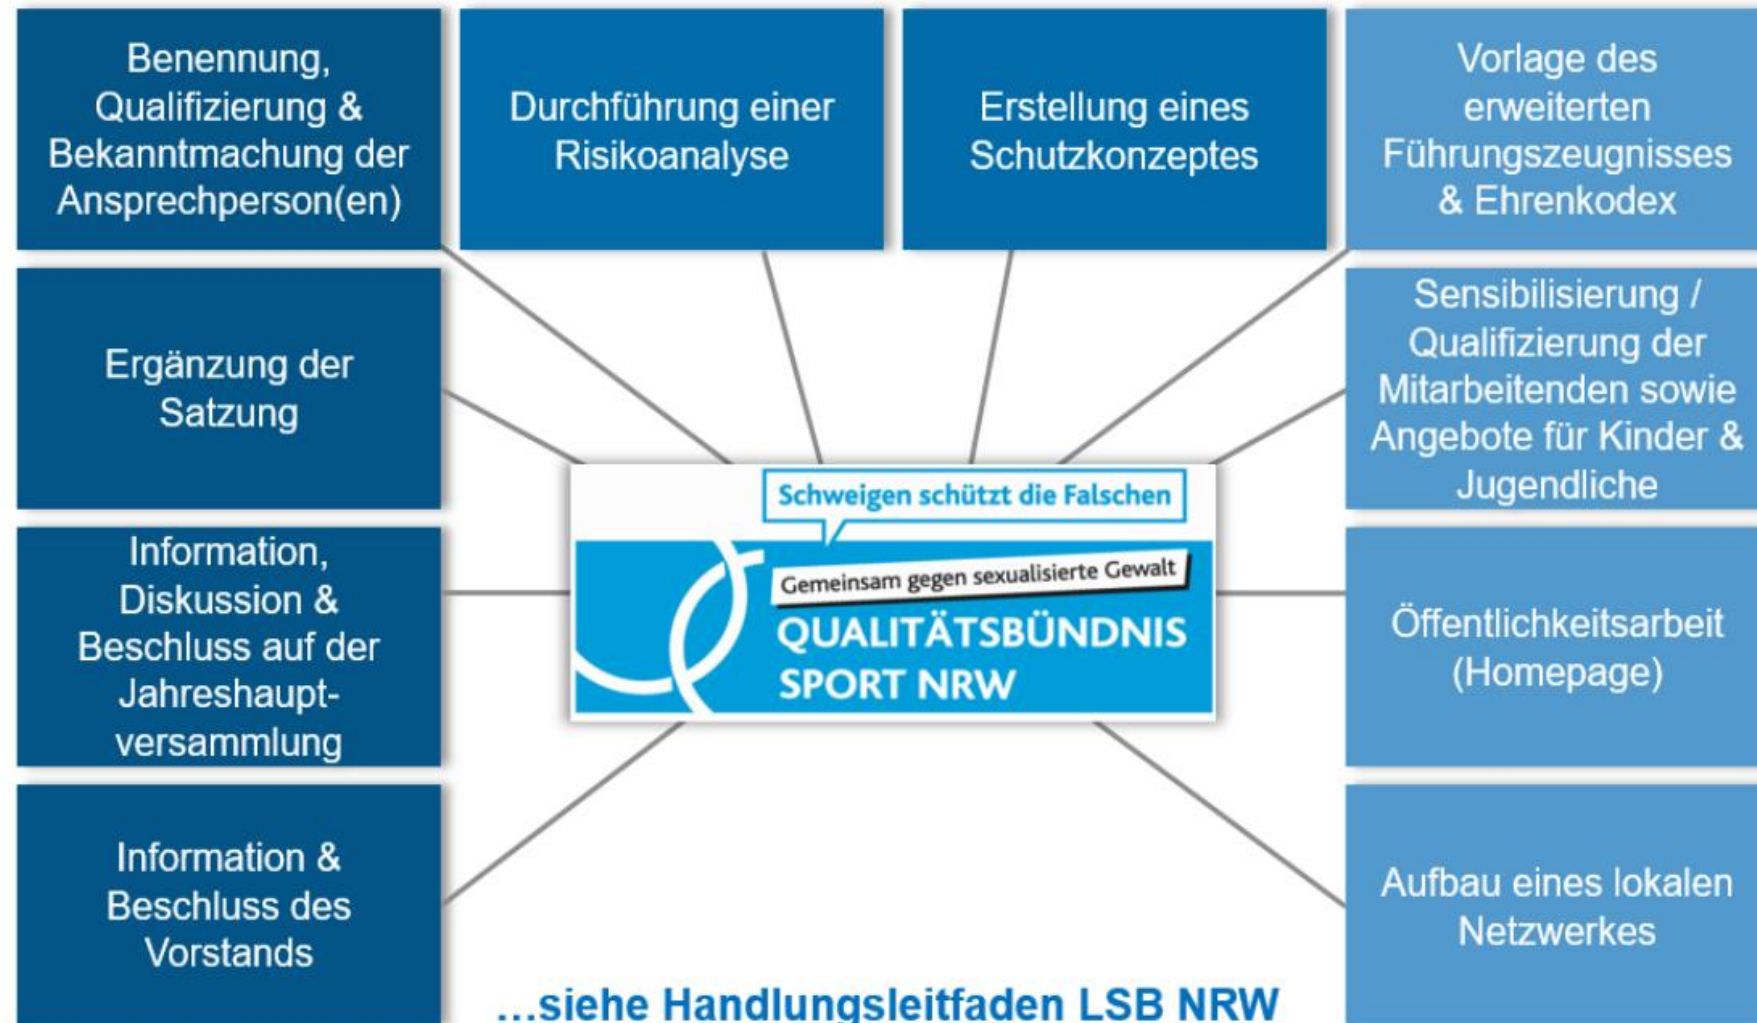 Benennung,
Qualifizierung &
Bekanntmachung der
Ansprechperson(en)
Durchführung einer
Risikoanalyse
Erstellung eines
Schutzkonzeptes
Vorlage des
erweiterten
Führungszeugnisses
& Ehrenkodex
Ergänzung der
Satzung
Sensibilisierung /
Qualifizierung der
Mitarbeitenden sowie
Angebote für Kinder &
Jugendliche
Schweigen schützt die Falschen
Gemeinsam gegen sexualisierte Gewalt
QUALITÄTSBÜNDNIS
SPORT NRW
Information,
Diskussion &
Beschluss auf der
Jahreshaupt-
versammlung
Öffentlichkeitsarbeit
(Homepage)
Information &
Beschluss des
Vorstands
Aufbau eines lokalen
Netzwerkes
...siehe Handlungsleitfaden LSB NRW